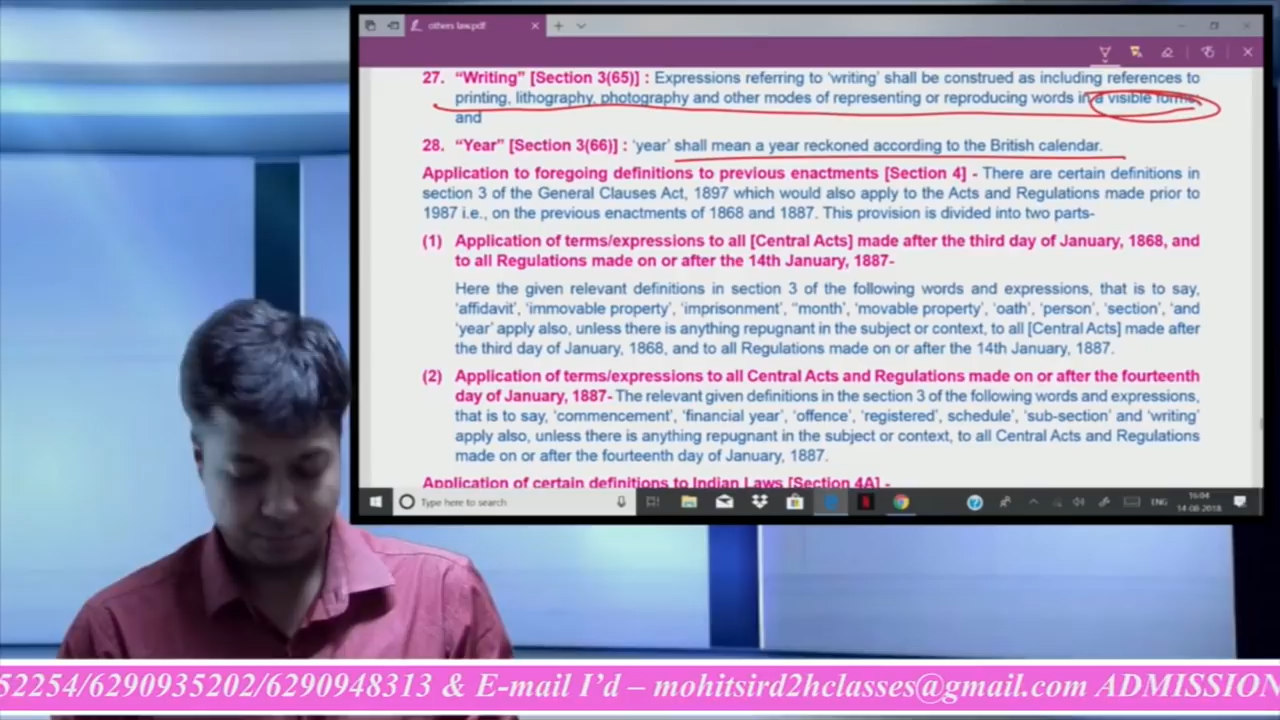 others law.pdf
27. “Writing” [Section 3(65)] : Expressions referring to ‘writing’ shall be construed as including references to
printing, lithography, photography and other modes of representing or reproducing words in a visible form;
and
28. “Year” [Section 3(66)] : ‘year’ shall mean a year reckoned according to the British calendar.
Application to foregoing definitions to previous enactments [Section 4] - There are certain definitions in
section 3 of the General Clauses Act, 1897 which would also apply to the Acts and Regulations made prior to
1987 i.e., on the previous enactments of 1868 and 1887. This provision is divided into two parts-
(1) Application of terms/expressions to all [Central Acts] made after the third day of January, 1868, and
to all Regulations made on or after the 14th January, 1887-
Here the given relevant definitions in section 3 of the following words and expressions, that is to say,
‘affidavit’, ‘immovable property’, ‘imprisonment’, “month’, ‘movable property’, ‘oath’, ‘person’, ‘section’, ‘and
‘year’ apply also, unless there is anything repugnant in the subject or context, to all [Central Acts] made after
the third day of January, 1868, and to all Regulations made on or after the 14th January, 1887.
(2) Application of terms/expressions to all Central Acts and Regulations made on or after the fourteenth
day of January, 1887- The relevant given definitions in the section 3 of the following words and expressions,
that is to say, ‘commencement’, ‘financial year’, ‘offence’, ‘registered’, schedule’, ‘sub-section’ and ‘writing’
apply also, unless there is anything repugnant in the subject or context, to all Central Acts and Regulations
made on or after the fourteenth day of January, 1887.
Application of certain definitions to Indian Laws [Section 4A] -
Type here to search
ENG
16:04
14-08-2018
52254/6290935202/6290948313 & E-mail I’d – mohitsird2hclasses@gmail.com ADMISSION